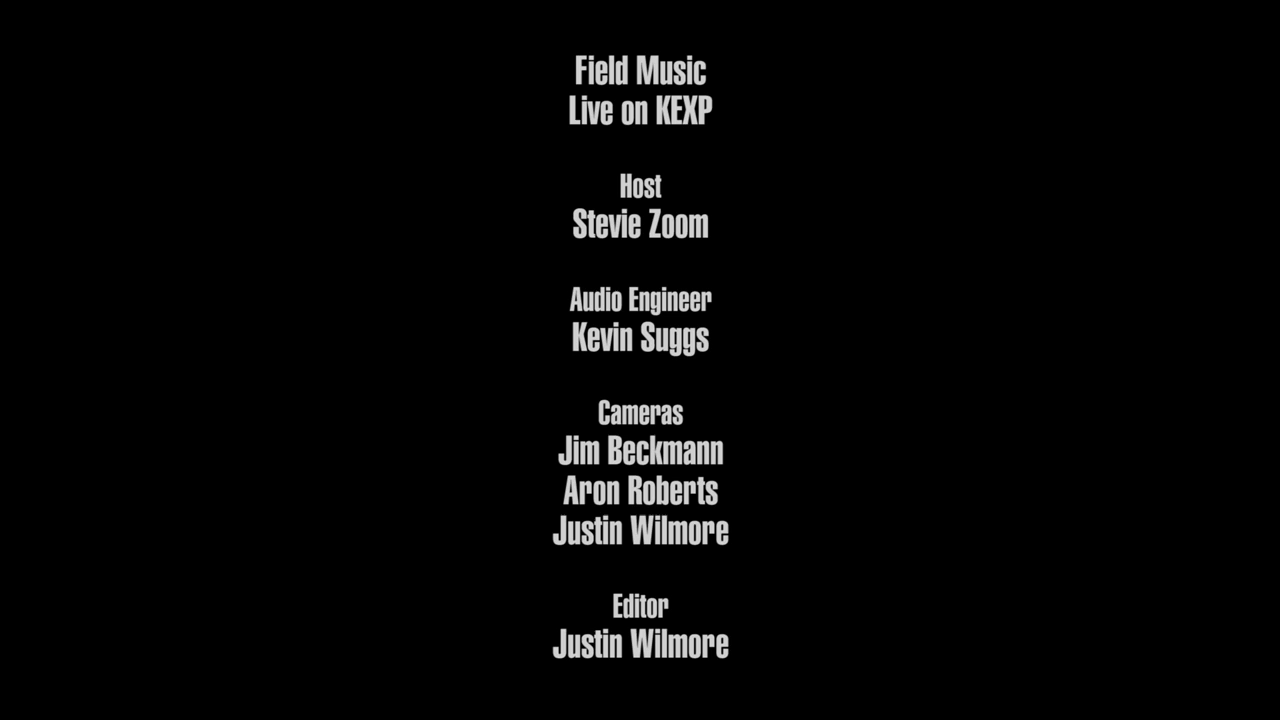 Field Music
Live on KEXP
Host
Stevie Zoom
Audio Engineer
Kevin Suggs
Cameras
Jim Beckmann
Aron Roberts
Justin Wilmore
Editor
Justin Wilmore